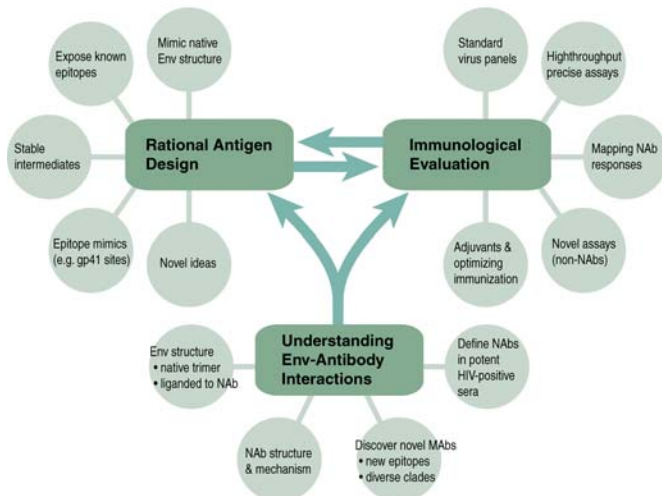 Expose known
epitopes
Mimic native
Env structure
Stable
intermediates
Rational Antigen
Design
Epitope mimics
(e.g. gp41 sites)
Novel ideas
Standard
virus panels
Highthroughput
precise assays
Immunological
Evaluation
Mapping NAb
responses
Adjuvants &
optimizing
immunization
Novel assays
(non-NAbs)
Understanding
Env-Antibody
Interactions
Env structure
• native trimer
• liganded to NAb
Define NAbs
in potent
HIV-positive
sera
NAb structure
& mechanism
Discover novel MAbs
• new epitopes
• diverse clades